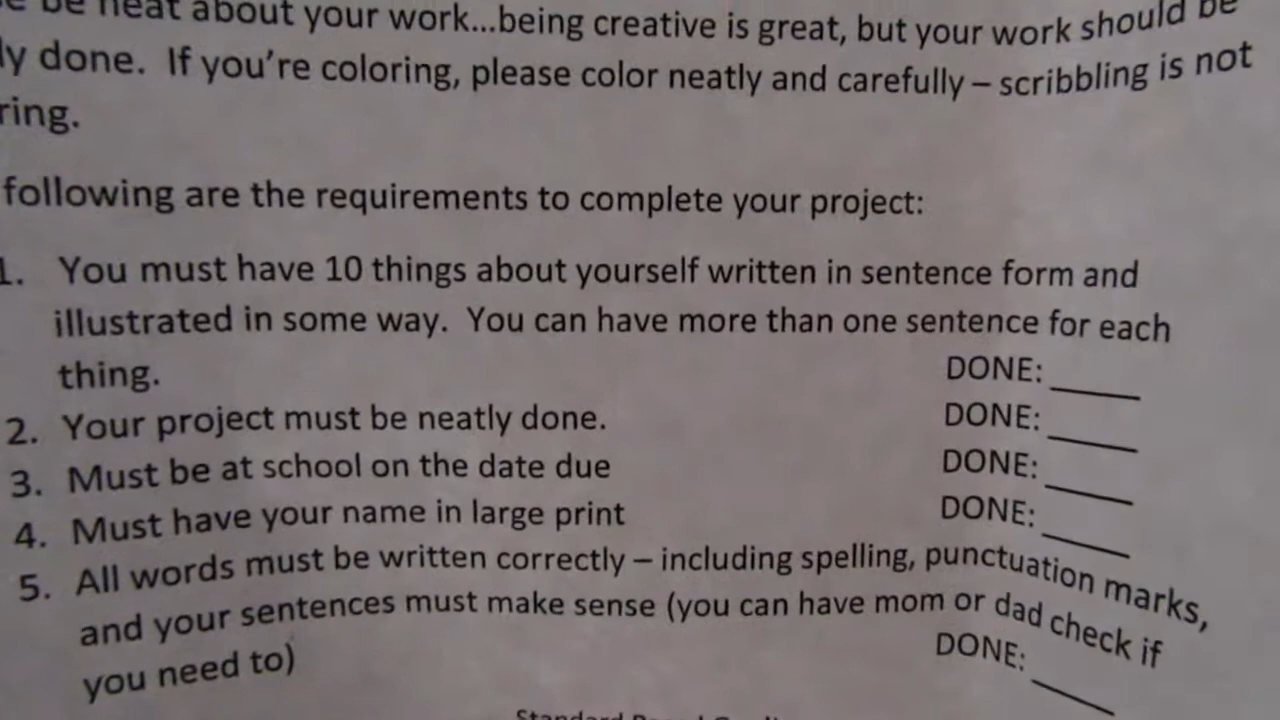 be neat about your work...being creative is great, but your work should be
ly done. If you're coloring, please color neatly and carefully – scribbling is not
ring.
following are the requirements to complete your project:
1. You must have 10 things about yourself written in sentence form and
illustrated in some way. You can have more than one sentence for each
thing. DONE: _____
2. Your project must be neatly done. DONE: _____
3. Must be at school on the date due DONE: _____
4. Must have your name in large print DONE: _____
5. All words must be written correctly – including spelling, punctuation marks,
and your sentences must make sense (you can have mom or dad check if
you need to) DONE: _____